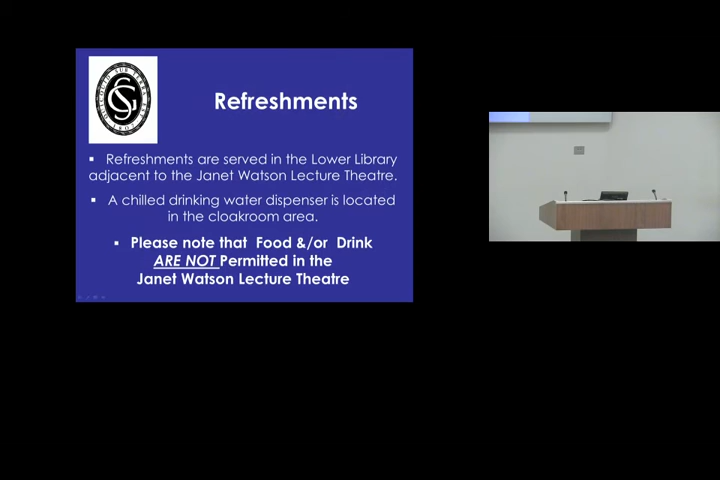 Refreshments
▪ Refreshments are served in the Lower Library
adjacent to the Janet Watson Lecture Theatre.
▪ A chilled drinking water dispenser is located
in the cloakroom area.
▪ Please note that Food &/or Drink
ARE NOT Permitted in the
Janet Watson Lecture Theatre